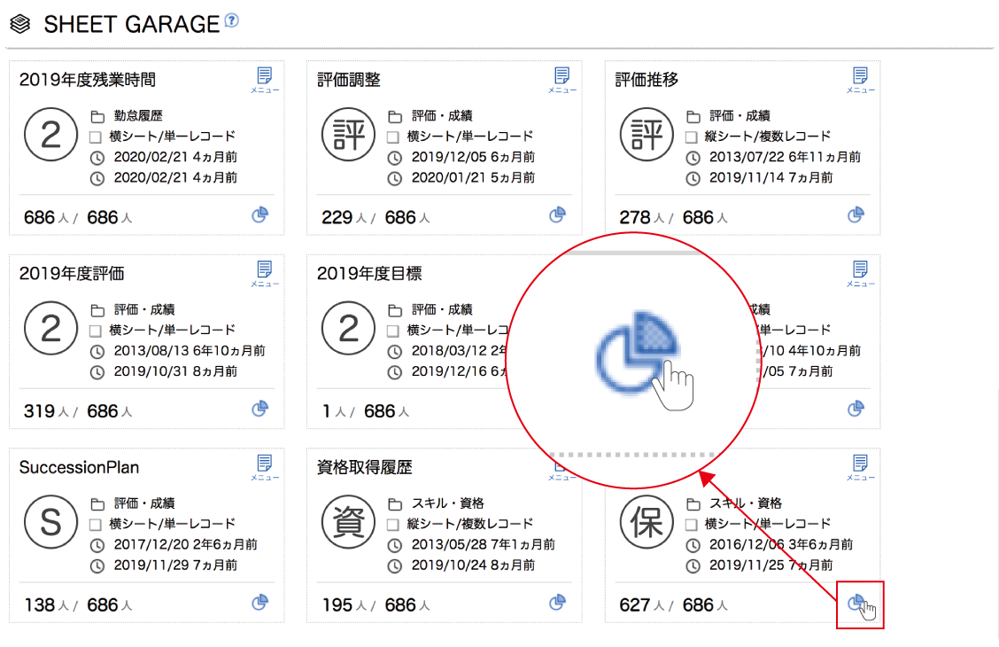 SHEET GARAGE ?
2019年度残業時間
メニュー
2
勤怠履歴
横シート/単一レコード
2020/02/21 4ヵ月前
2020/02/21 4ヵ月前
686人 / 686人
評価調整
メニュー
評
評価・成績
横シート/単一レコード
2019/12/05 6ヵ月前
2020/01/21 5ヵ月前
229人 / 686人
評価推移
メニュー
評
評価・成績
縦シート/複数レコード
2013/07/22 6年11ヵ月前
2019/11/14 7ヵ月前
278人 / 686人
2019年度評価
メニュー
2
評価・成績
横シート/単一レコード
2013/08/13 6年10ヵ月前
2019/10/31 8ヵ月前
319人 / 686人
2019年度目標
2
評価・成績
横シート/単一レコ
2018/03/12 2年
2019/12/16 6ヵ
1人 / 686人
メニュー
成績
単一レコード
/10 4年10ヵ月前
/05 7ヵ月前
SuccessionPlan
メニュー
S
評価・成績
横シート/単一レコード
2017/12/20 2年6ヵ月前
2019/11/29 7ヵ月前
138人 / 686人
資格取得履歴
メニュー
資
スキル・資格
縦シート/複数レコード
2013/05/28 7年1ヵ月前
2019/10/24 8ヵ月前
195人 / 686人
メニュー
保
スキル・資格
横シート/単一レコード
2016/12/06 3年6ヵ月前
2019/11/25 7ヵ月前
627人 / 686人